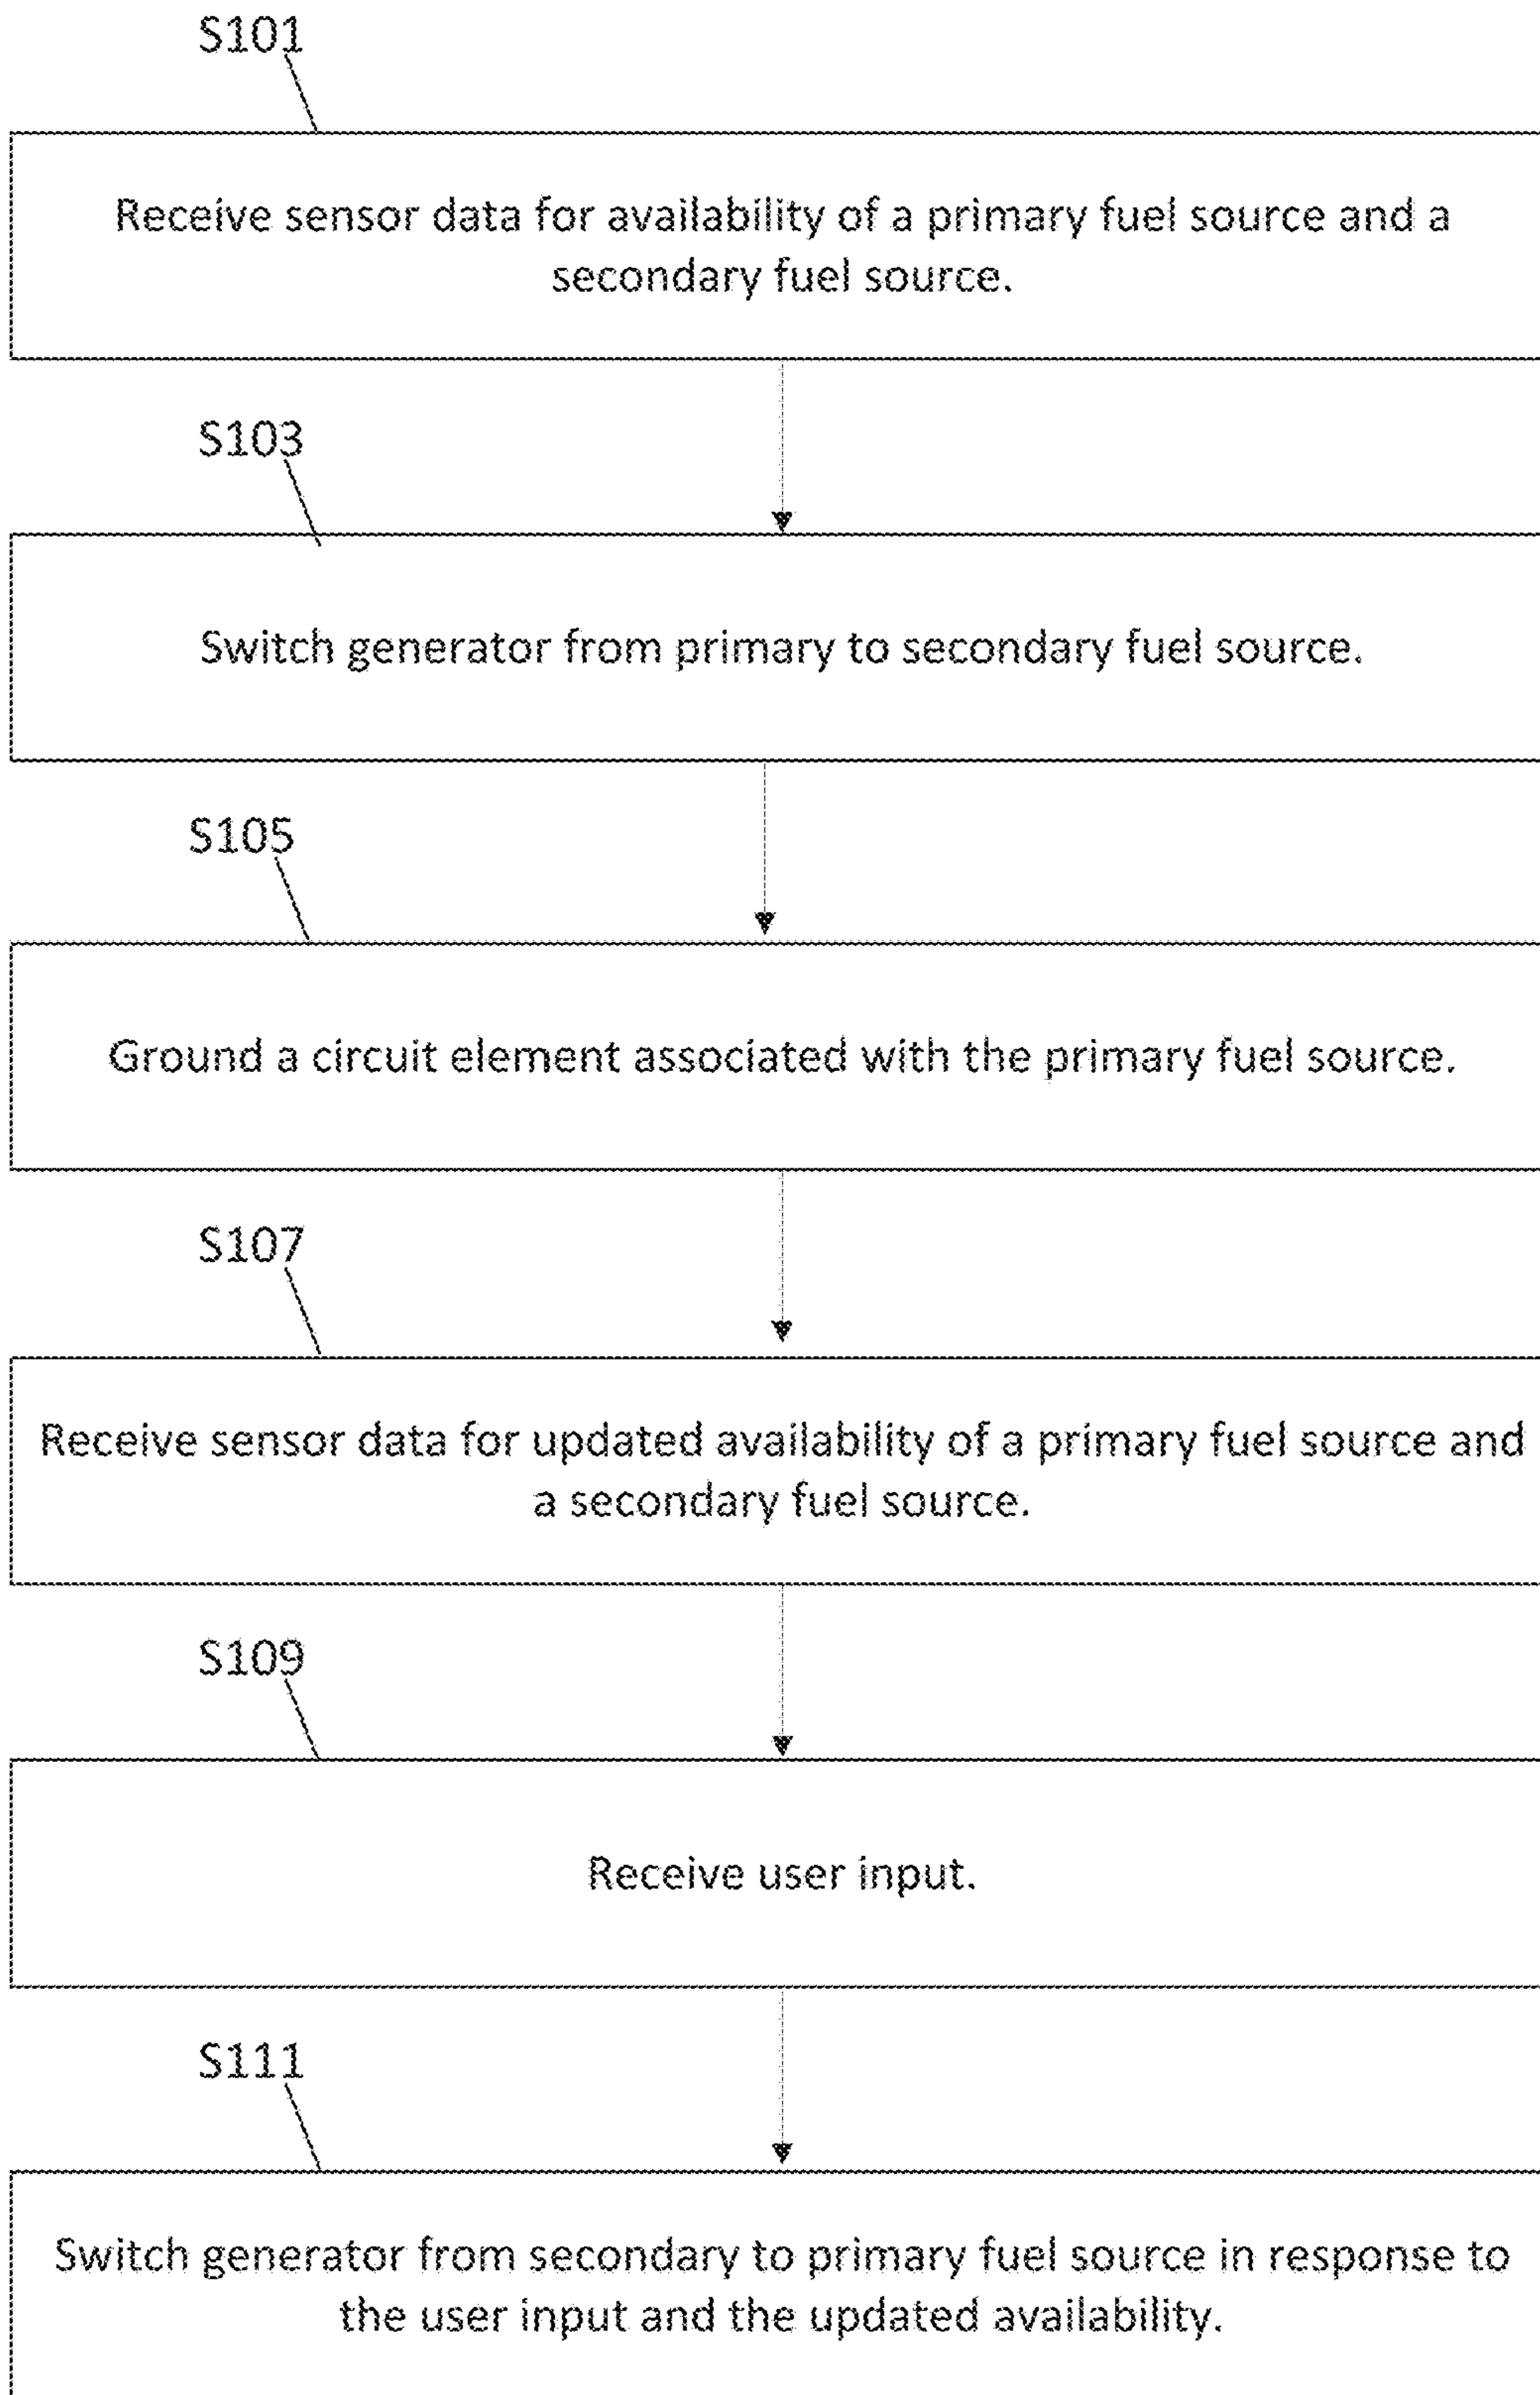 S101
Receive sensor data for availability of a primary fuel source and a
secondary fuel source.
S103
Switch generator from primary to secondary fuel source.
S105
Ground a circuit element associated with the primary fuel source.
S107
Receive sensor data for updated availability of a primary fuel source and
a secondary fuel source.
S109
Receive user input.
S111
Switch generator from secondary to primary fuel source in response to
the user input and the updated availability.